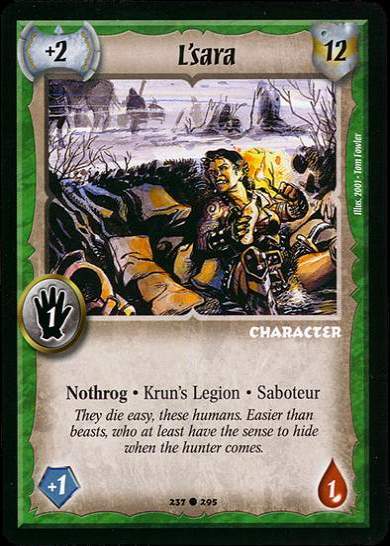 +2
L'sara
12
Illus. 2001 - Tom Fowler
1
CHARACTER
Nothrog • Krun's Legion • Saboteur
They die easy, these humans. Easier than
beasts, who at least have the sense to hide
when the hunter comes.
+1
237 ● 295
1